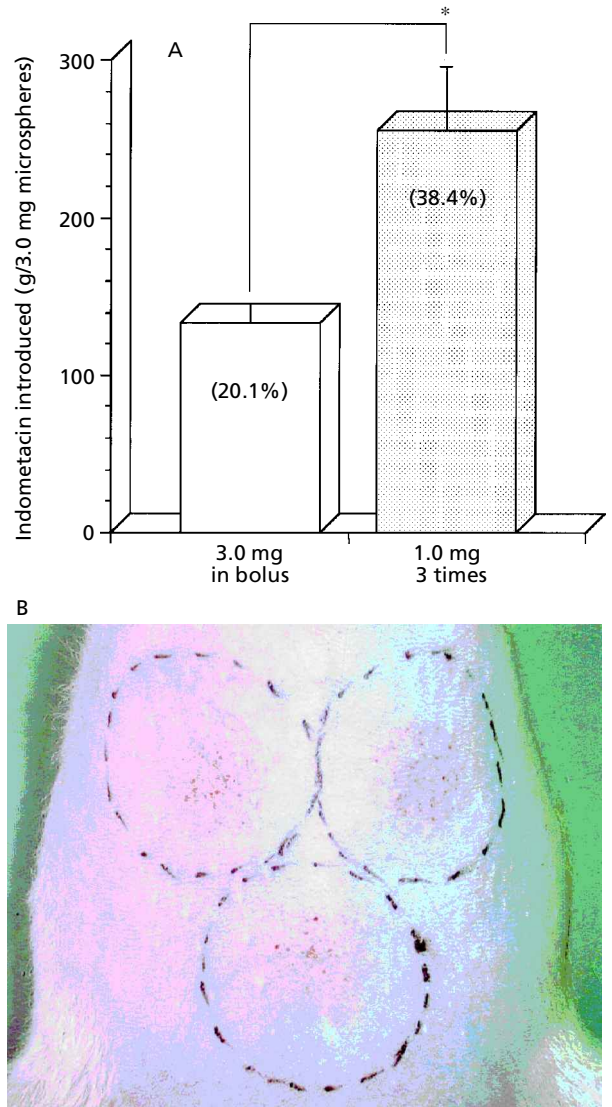 *
A
300
200
100
0
Indometacin introduced (g/3.0 mg microspheres)
(20.1%)
(38.4%)
3.0 mg
in bolus
1.0 mg
3 times
B